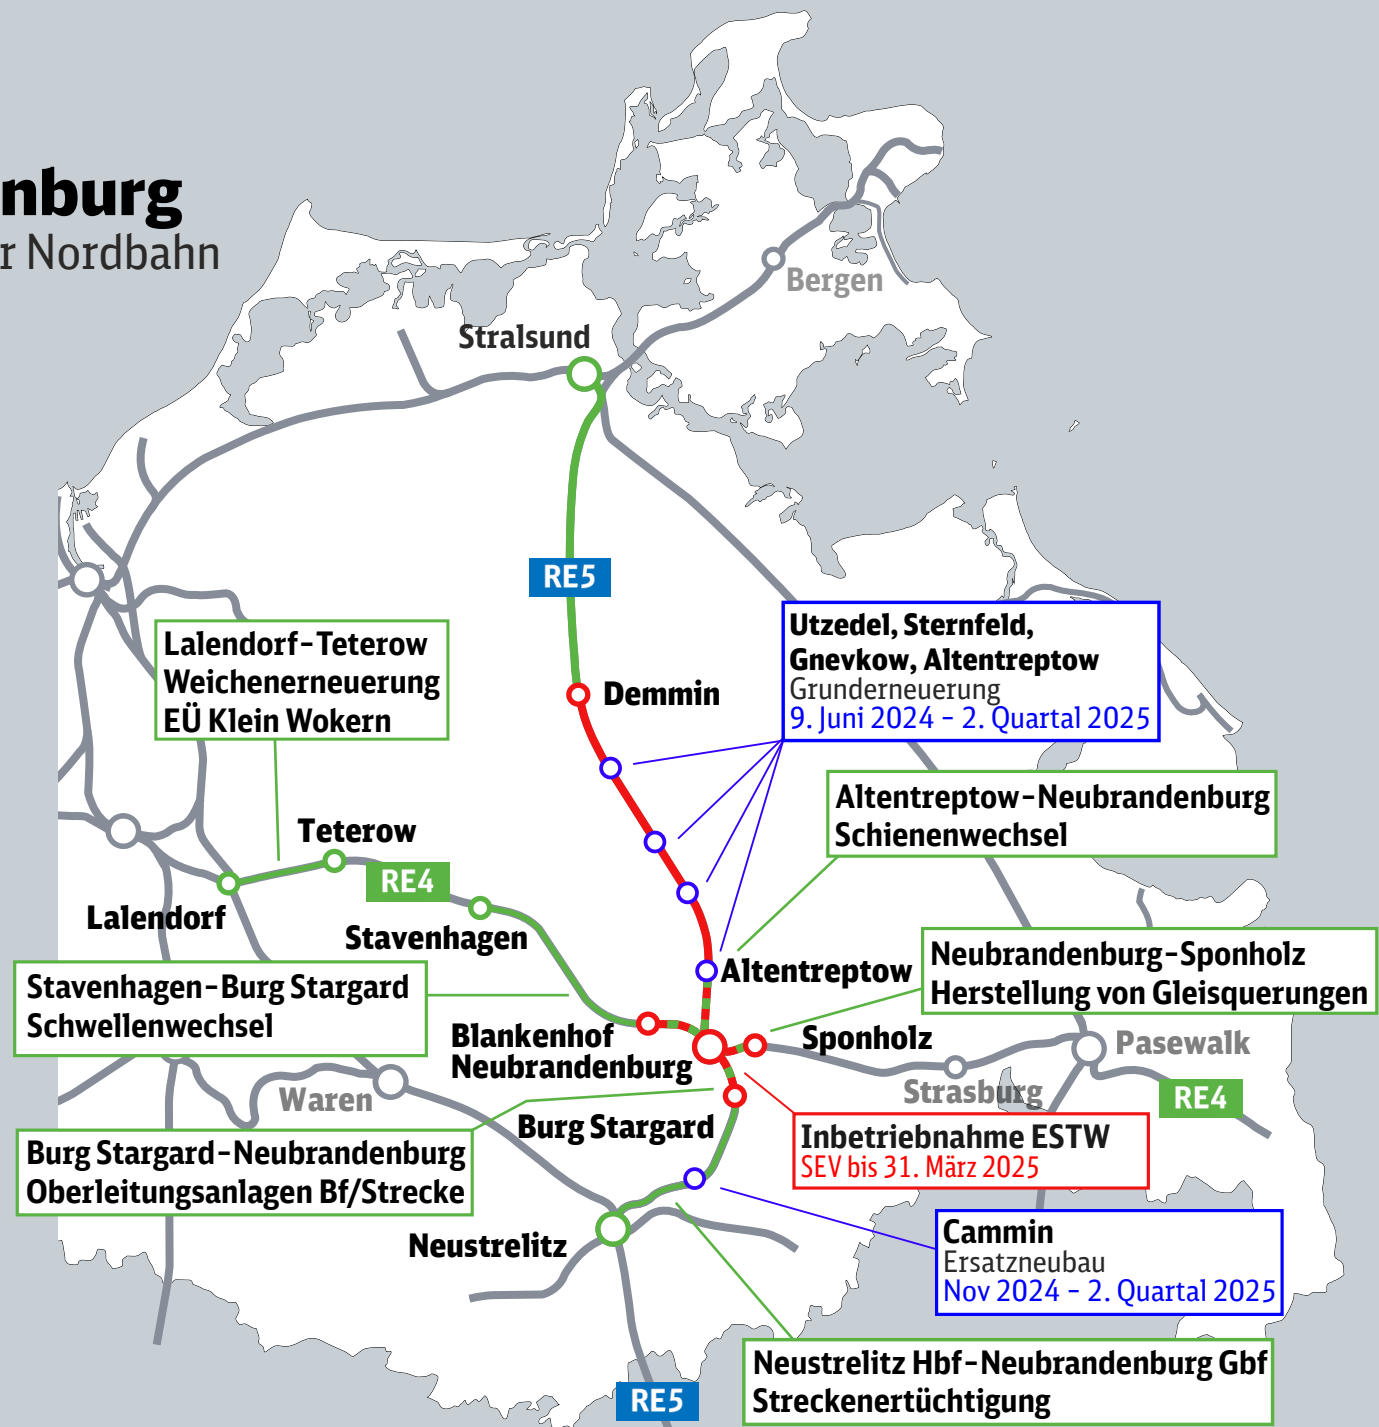 nburg
r Nordbahn
Bergen
Stralsund
RE5
Utzedel, Sternfeld,
Gnevkow, Altentreptow
Grunderneuerung
9. Juni 2024 – 2. Quartal 2025
Lalendorf–Teterow
Weichenerneuerung
EÜ Klein Wokern
Demmin
Altentreptow–Neubrandenburg
Schienenwechsel
Teterow
RE4
Lalendorf
Stavenhagen
Neubrandenburg–Sponholz
Herstellung von Gleisquerungen
Altentreptow
Stavenhagen–Burg Stargard
Schwellenwechsel
Blankenhof
Neubrandenburg
Sponholz
Pasewalk
Strasburg
RE4
Waren
Burg Stargard
Inbetriebnahme ESTW
SEV bis 31. März 2025
Burg Stargard–Neubrandenburg
Oberleitungsanlagen Bf/Strecke
Neustrelitz
Cammin
Ersatzneubau
Nov 2024 – 2. Quartal 2025
Neustrelitz Hbf–Neubrandenburg Gbf
Streckenertüchtigung
RE5